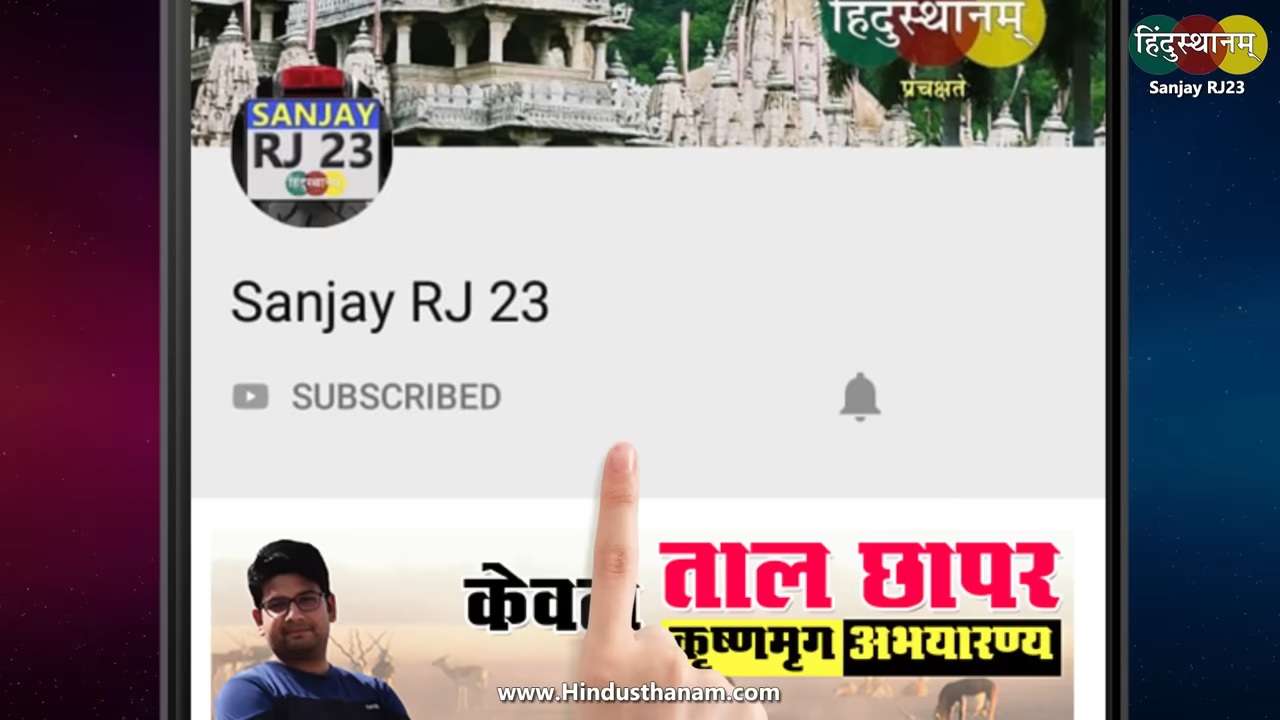 हिंदुस्थानम्
प्रचक्षते
हिंदुस्थानम्
Sanjay RJ23
SANJAY
RJ 23
हिंदुस्थानम्
Sanjay RJ 23
SUBSCRIBED
ताल छापर
कृष्णमृग अभयारण्य
www.Hindusthanam.com